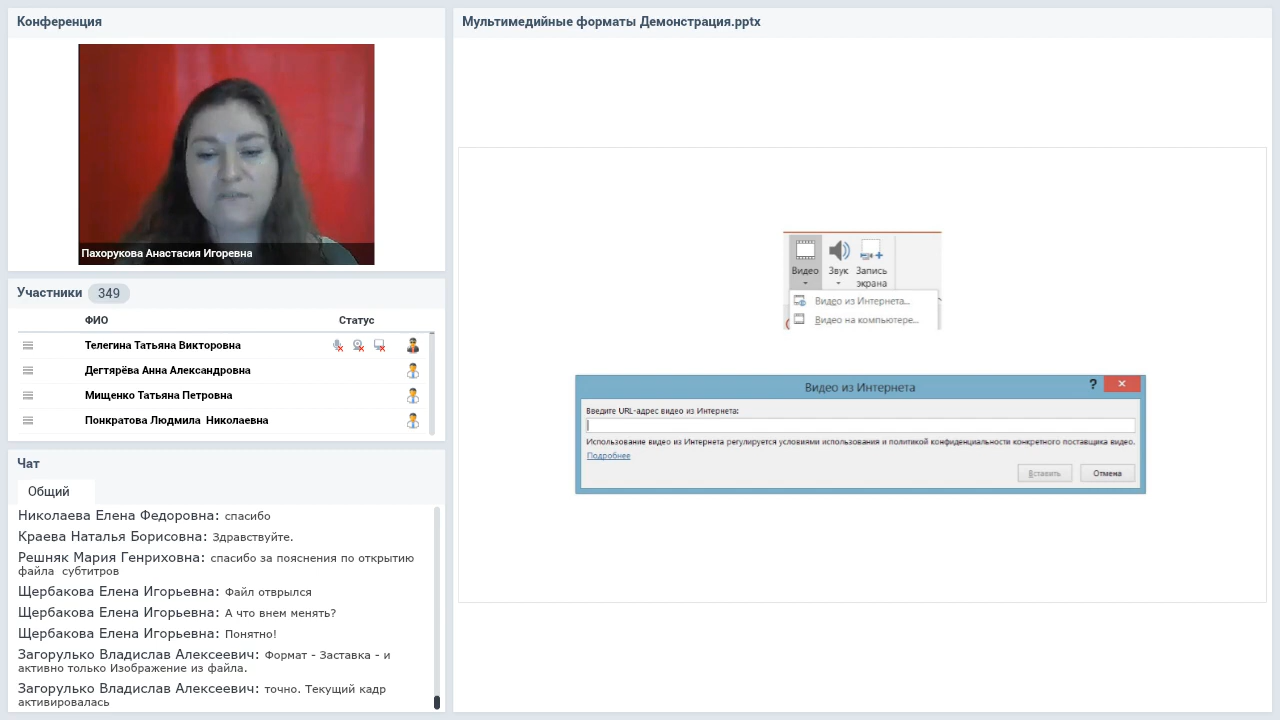 Конференция
Пахорукова Анастасия Игоревна
Участники 349
ФИО Статус
Телегина Татьяна Викторовна
Дегтярёва Анна Александровна
Мищенко Татьяна Петровна
Понкратова Людмила Николаевна
Чат
Общий
Николаева Елена Федоровна: спасибо
Краева Наталья Борисовна: Здравствуйте.
Решняк Мария Генриховна: спасибо за пояснения по открытию
файла субтитров
Щербакова Елена Игорьевна: Файл отврылся
Щербакова Елена Игорьевна: А что внем менять?
Щербакова Елена Игорьевна: Понятно!
Загорулько Владислав Алексеевич: Формат - Заставка - и
активно только Изображение из файла.
Загорулько Владислав Алексеевич: точно. Текущий кадр
активировалась
Мультимедийные форматы Демонстрация.pptx
Видео Звук Запись
экрана
Видео из Интернета...
Видео на компьютере...
Видео из Интернета
Введите URL-адрес видео из Интернета:
Использование видео из Интернета регулируется условиями использования и политикой конфиденциальности конкретного поставщика видео.
Подробнее
Вставить Отмена